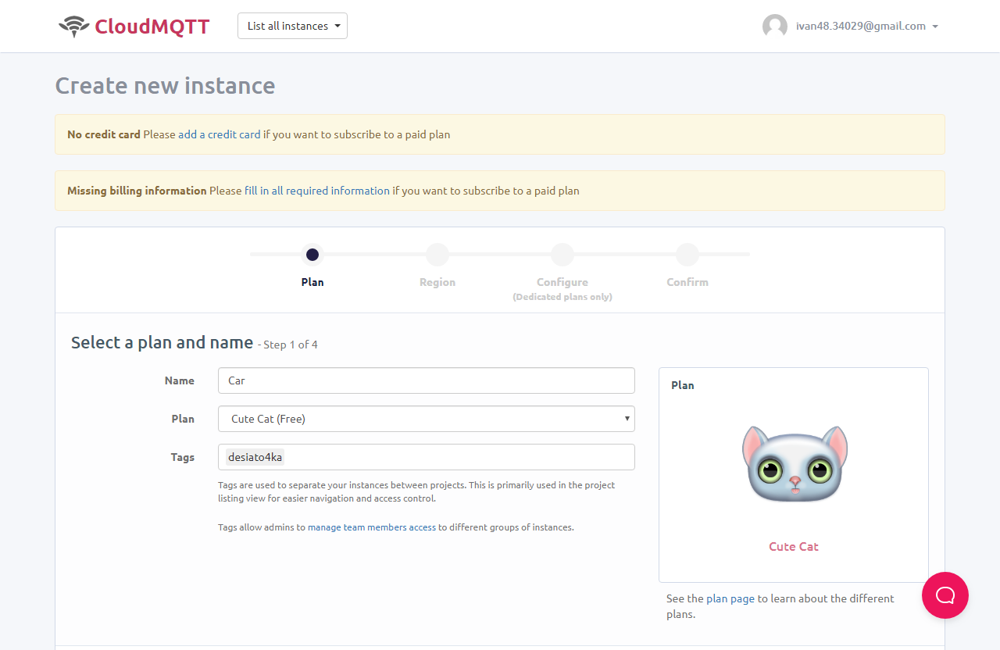 CloudMQTT
List all instances
ivan48.34029@gmail.com
Create new instance
No credit card Please add a credit card if you want to subscribe to a paid plan
Missing billing information Please fill in all required information if you want to subscribe to a paid plan
Plan
Region
Configure
(Dedicated plans only)
Confirm
Select a plan and name - Step 1 of 4
Name
Car
Plan
Cute Cat (Free)
Tags
desiato4ka
Tags are used to separate your instances between projects. This is primarily used in the project
listing view for easier navigation and access control.
Tags allow admins to manage team members access to different groups of instances.
Plan
Cute Cat
See the plan page to learn about the different
plans.